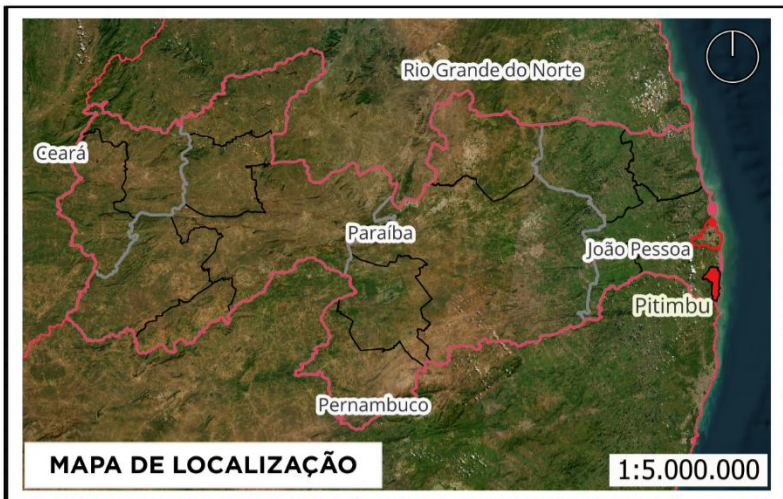 Rio Grande do Norte
Ceará
Paraíba
João Pessoa
Pitimbu
Pernambuco
MAPA DE LOCALIZAÇÃO
1:5.000.000